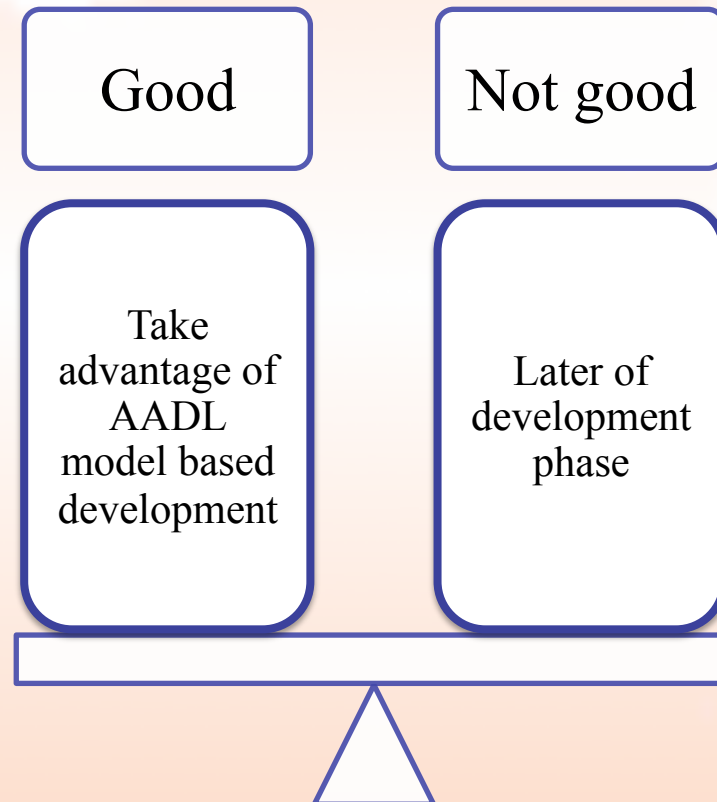 Good
Not good
Take
advantage of
AADL
model based
development
Later of
development
phase